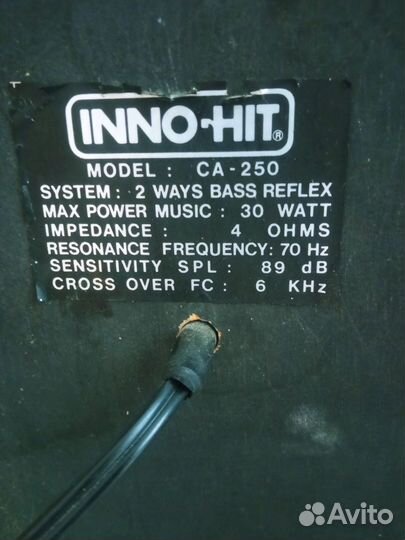 INNO-HIT®
MODEL : CA-250
SYSTEM : 2 WAYS BASS REFLEX
MAX POWER MUSIC : 30 WATT
IMPEDANCE : 4 OHMS
RESONANCE FREQUENCY: 70 Hz
SENSITIVITY SPL : 89 dB
CROSS OVER FC : 6 KHz
Avito